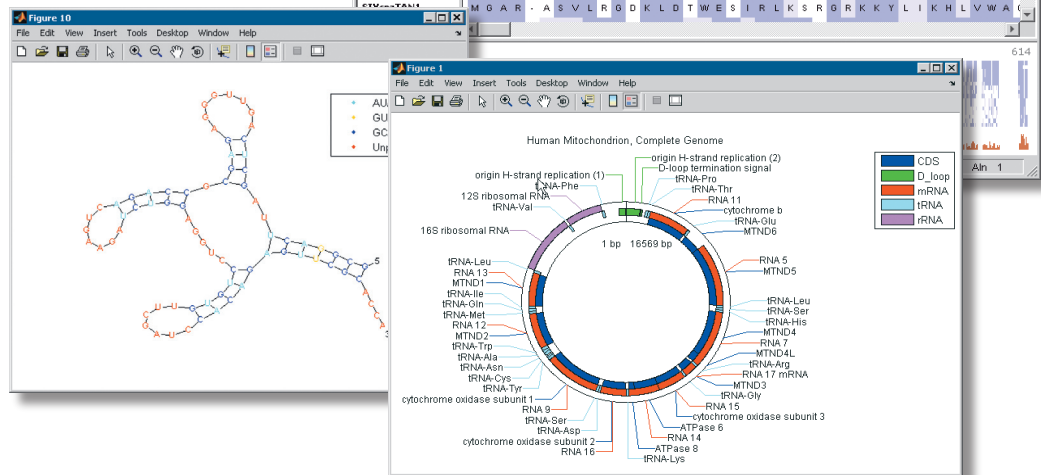 SIVcpzTAN1
M G A R - A S V L R G D K L D T W E S I R L K S R G R K K Y L I K H L V W A
Figure 10
File Edit View Insert Tools Desktop Window Help
AU
GU
GC
Unp
614
Aln 1
Figure 1
File Edit View Insert Tools Desktop Window Help
Human Mitochondrion, Complete Genome
origin H-strand replication (2)
D-loop termination signal
origin H-strand replication (1)
tRNA-Phe
12S ribosomal RNA
tRNA-Val
16S ribosomal RNA
tRNA-Pro
tRNA-Thr
RNA 11
cytochrome b
tRNA-Glu
MTND6
1 bp 16569 bp
RNA 5
MTND5
tRNA-Leu
tRNA-Ser
tRNA-His
MTND4
RNA 7
MTND4L
tRNA-Arg
RNA 17 mRNA
MTND3
tRNA-Gly
RNA 15
cytochrome oxidase subunit 3
ATPase 6
RNA 14
ATPase 8
tRNA-Lys
tRNA-Leu
RNA 13
MTND1
tRNA-Ile
tRNA-Gln
tRNA-Met
RNA 12
MTND2
tRNA-Trp
tRNA-Ala
tRNA-Asn
tRNA-Cys
tRNA-Tyr
cytochrome oxidase subunit 1
RNA 9
tRNA-Ser
tRNA-Asp
cytochrome oxidase subunit 2
RNA 16
CDS
D_loop
mRNA
tRNA
rRNA